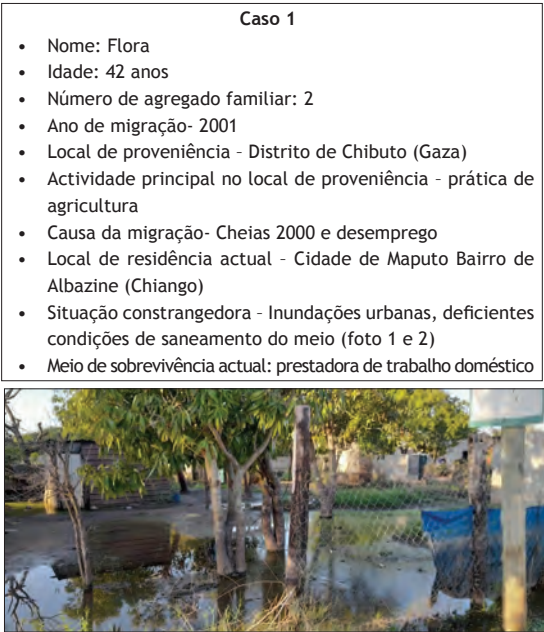 Caso 1
• Nome: Flora
• Idade: 42 anos
• Número de agregado familiar: 2
• Ano de migração- 2001
• Local de proveniência – Distrito de Chibuto (Gaza)
• Actividade principal no local de proveniência – prática de
agricultura
• Causa da migração- Cheias 2000 e desemprego
• Local de residência actual – Cidade de Maputo Bairro de
Albazine (Chiango)
• Situação constrangedora – Inundações urbanas, deficientes
condições de saneamento do meio (foto 1 e 2)
• Meio de sobrevivência actual: prestadora de trabalho doméstico